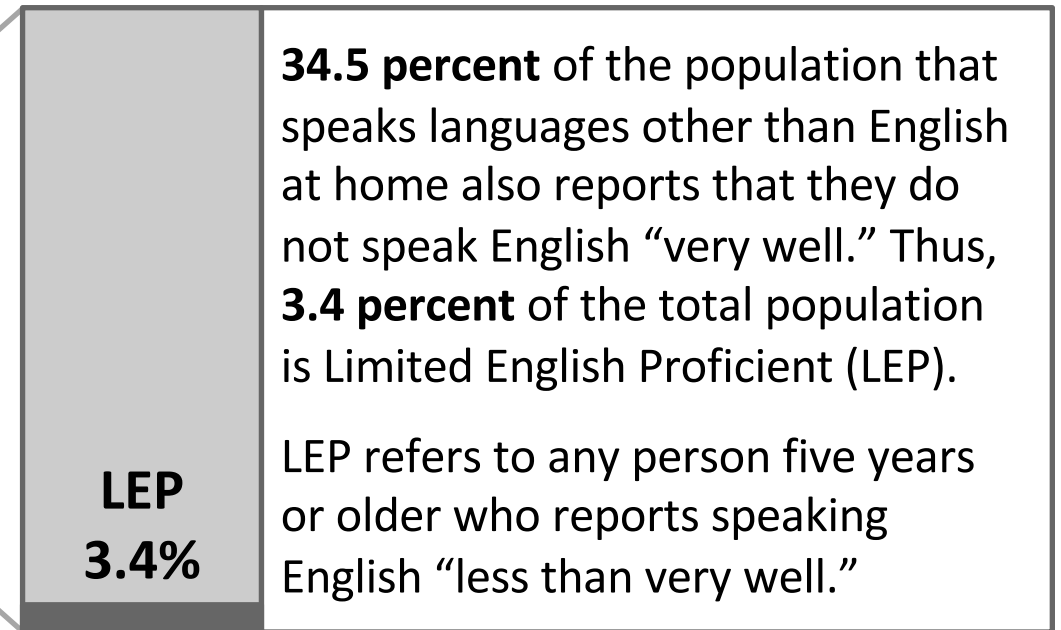 34.5 percent of the population that
speaks languages other than English
at home also reports that they do
not speak English “very well.” Thus,
3.4 percent of the total population
is Limited English Proficient (LEP).
LEP refers to any person five years
or older who reports speaking
English “less than very well.”
LEP
3.4%